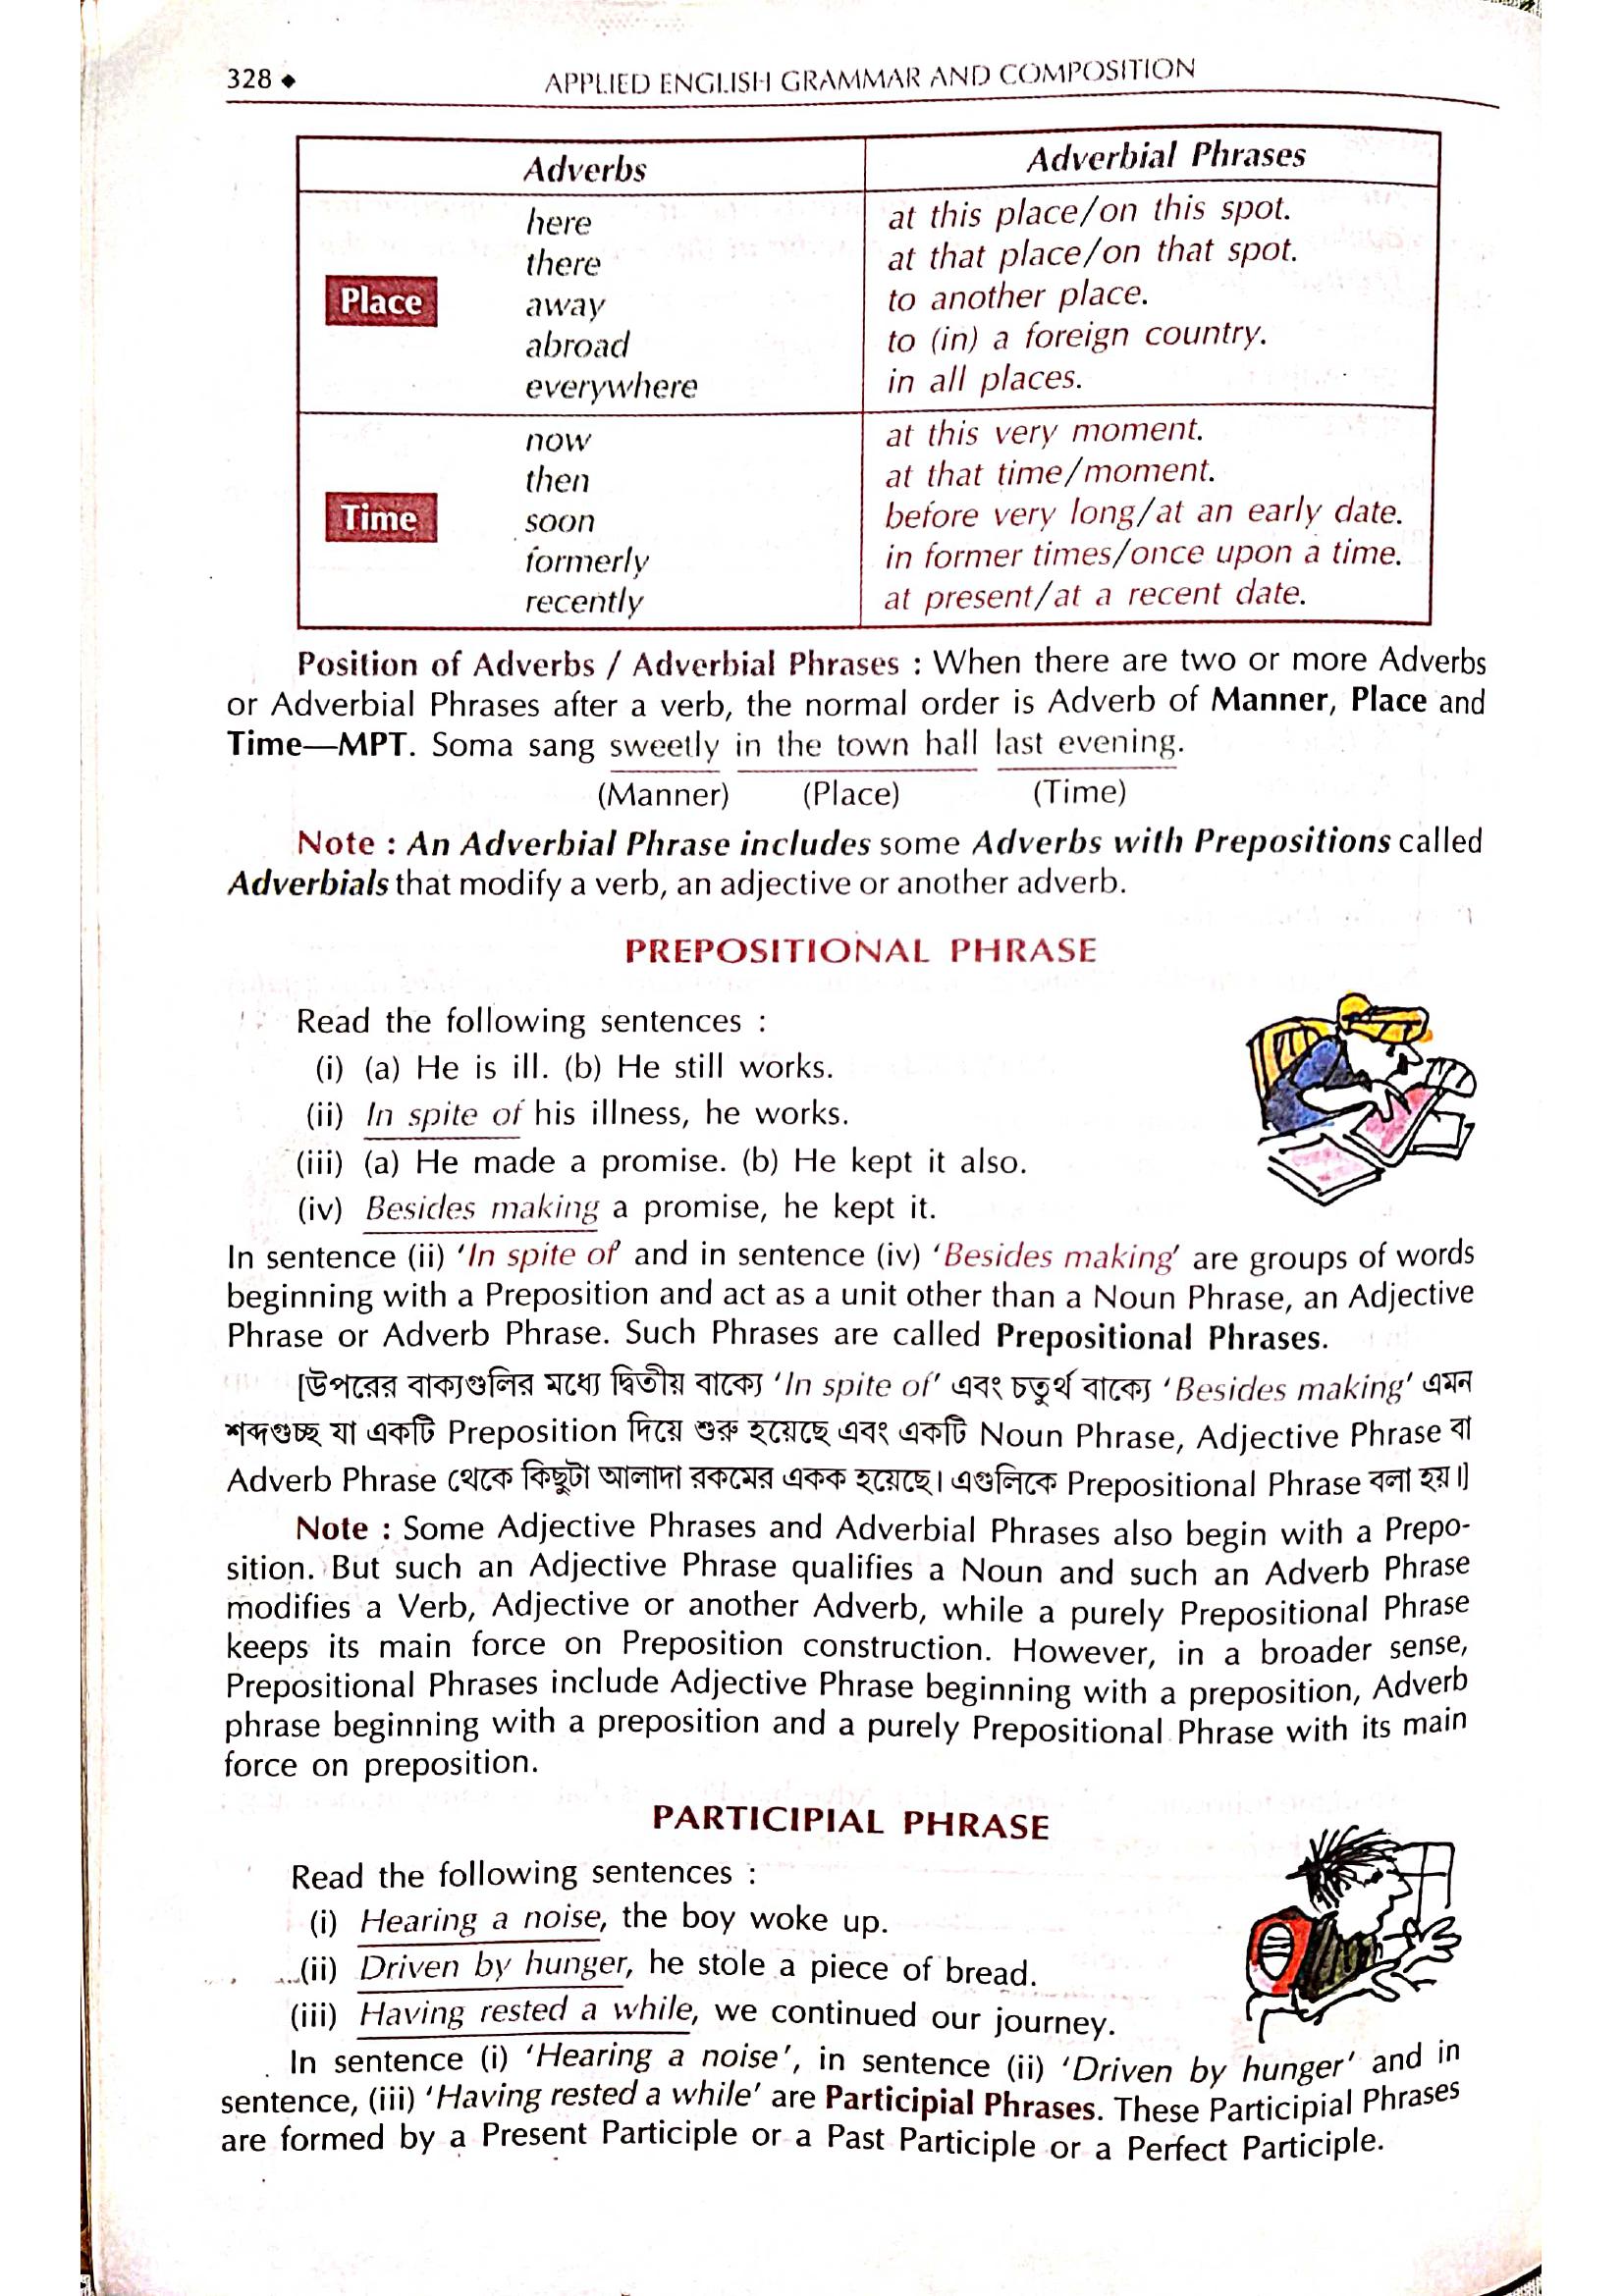 328 ◆ APPLIED ENGLISH GRAMMAR AND COMPOSITION
Adverbs Adverbial Phrases
Place
here at this place/on this spot.
there at that place/on that spot.
away to another place.
abroad to (in) a foreign country.
everywhere in all places.
Time
now at this very moment.
then at that time/moment.
soon before very long/at an early date.
formerly in former times/once upon a time.
recently at present/at a recent date.
Position of Adverbs / Adverbial Phrases : When there are two or more Adverbs
or Adverbial Phrases after a verb, the normal order is Adverb of Manner, Place and
Time—MPT. Soma sang sweetly in the town hall last evening.
(Manner) (Place) (Time)
Note : An Adverbial Phrase includes some Adverbs with Prepositions called
Adverbials that modify a verb, an adjective or another adverb.
PREPOSITIONAL PHRASE
Read the following sentences :
(i) (a) He is ill. (b) He still works.
(ii) In spite of his illness, he works.
(iii) (a) He made a promise. (b) He kept it also.
(iv) Besides making a promise, he kept it.
In sentence (ii) 'In spite of' and in sentence (iv) 'Besides making' are groups of words
beginning with a Preposition and act as a unit other than a Noun Phrase, an Adjective
Phrase or Adverb Phrase. Such Phrases are called Prepositional Phrases.
[উপরের বাক্যগুলির মধ্যে দ্বিতীয় বাক্যে 'In spite of' এবং চতুর্থ বাক্যে 'Besides making' এমন
শব্দগুচ্ছ যা একটি Preposition দিয়ে শুরু হয়েছে এবং একটি Noun Phrase, Adjective Phrase বা
Adverb Phrase থেকে কিছুটা আলাদা রকমের একক হয়েছে। এগুলিকে Prepositional Phrase বলা হয়।]
Note : Some Adjective Phrases and Adverbial Phrases also begin with a Prepo-
sition. But such an Adjective Phrase qualifies a Noun and such an Adverb Phrase
modifies a Verb, Adjective or another Adverb, while a purely Prepositional Phrase
keeps its main force on Preposition construction. However, in a broader sense,
Prepositional Phrases include Adjective Phrase beginning with a preposition, Adverb
phrase beginning with a preposition and a purely Prepositional Phrase with its main
force on preposition.
PARTICIPIAL PHRASE
Read the following sentences :
(i) Hearing a noise, the boy woke up.
(ii) Driven by hunger, he stole a piece of bread.
(iii) Having rested a while, we continued our journey.
In sentence (i) 'Hearing a noise', in sentence (ii) 'Driven by hunger' and in
sentence, (iii) 'Having rested a while' are Participial Phrases. These Participial Phrases
are formed by a Present Participle or a Past Participle or a Perfect Participle.